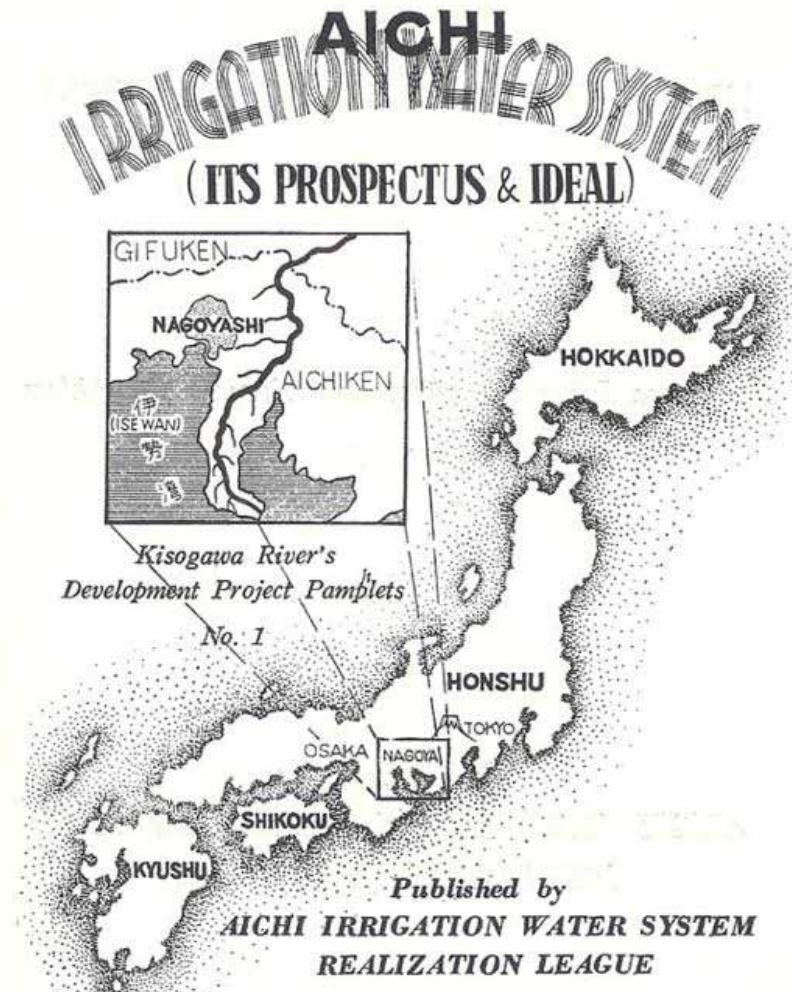 AICHI
IRRIGATION WATER SYSTEM
(ITS PROSPECTUS & IDEAL)
GIFUKEN
NAGOYASHI
AICHIKEN
伊
(ISE WAN)
勢
湾
HOKKAIDO
Kisogawa River's
Development Project Pamphlets
No. 1
HONSHU
TOKYO
OSAKA
NAGOYA
SHIKOKU
KYUSHU
Published by
AICHI IRRIGATION WATER SYSTEM
REALIZATION LEAGUE